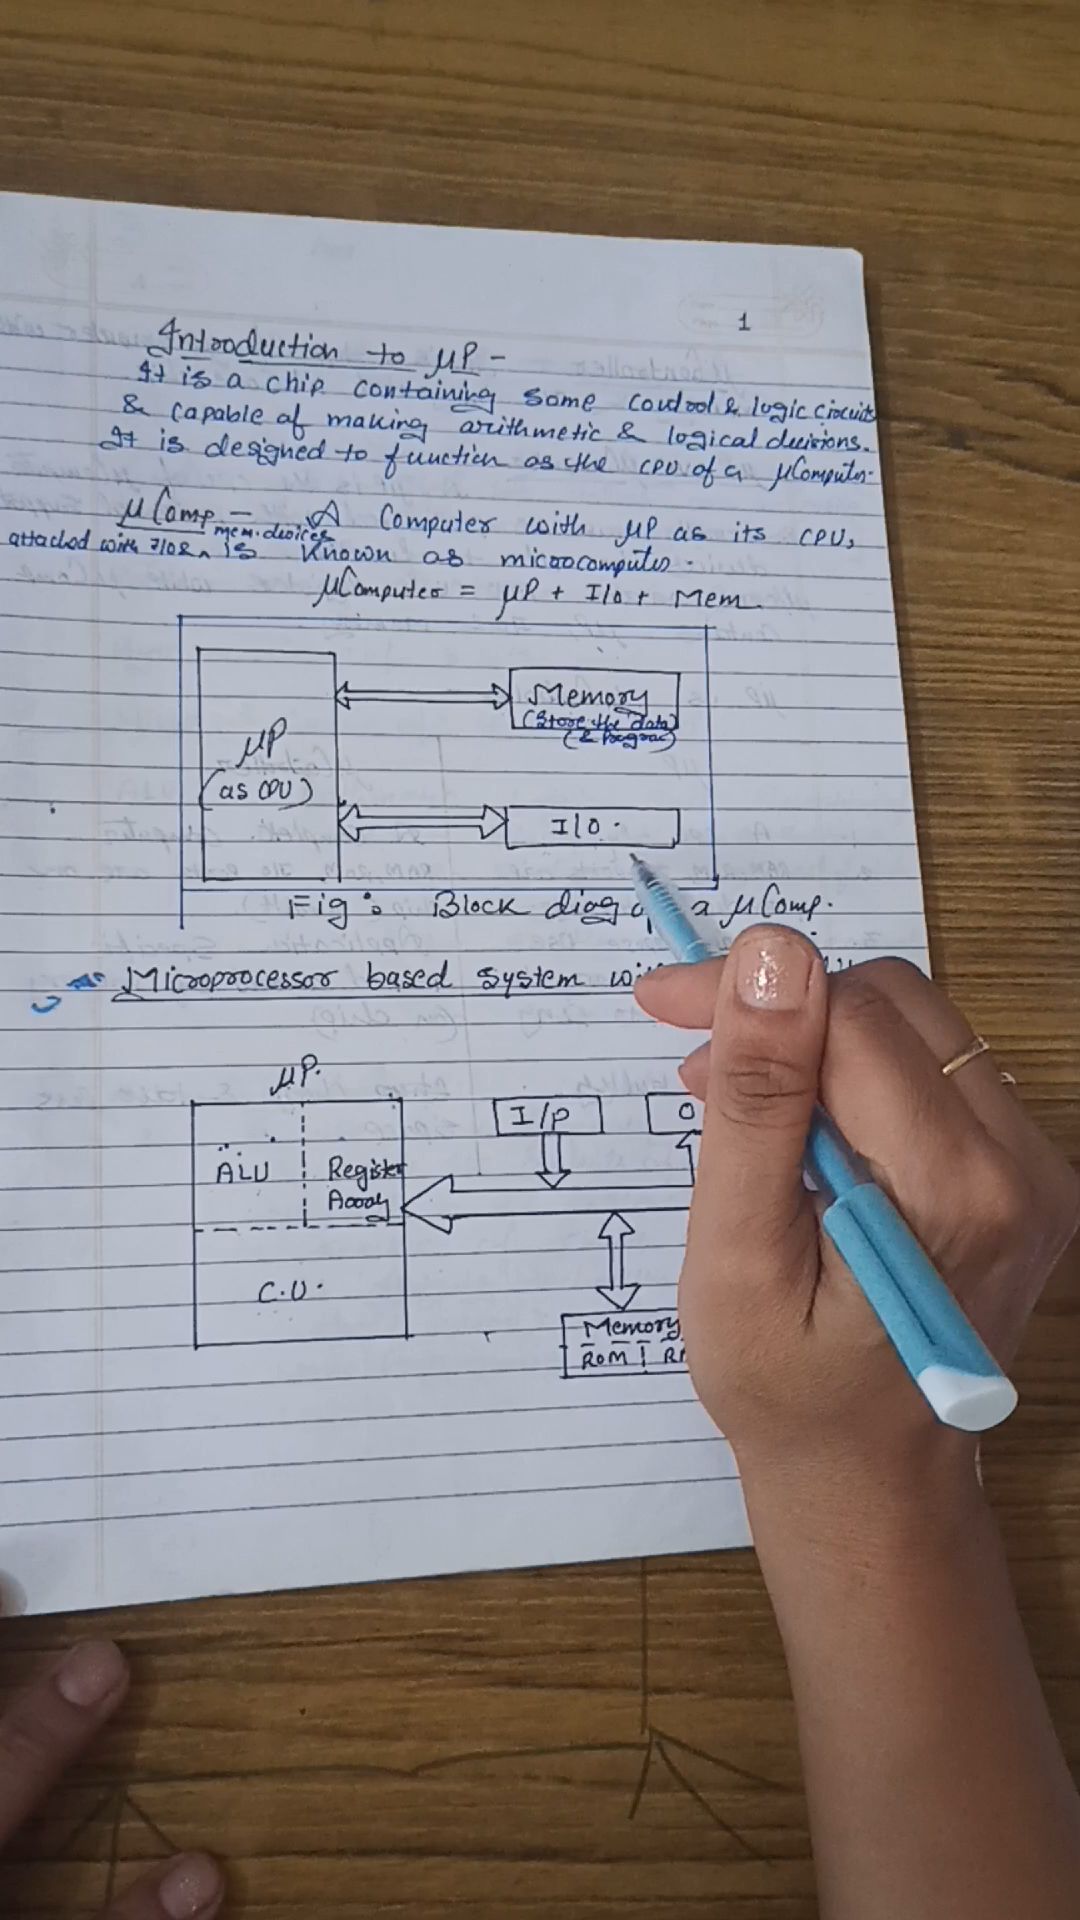 1
Introduction to μP -
It is a chip containing some control & logic circuits
& capable of making arithmetic & logical decisions.
It is designed to function as the CPU of a μComputer.
μComp - A Computer with μP as its CPU,
attached with I/O & mem. devices is known as microcomputer.
μComputer = μP + I/O + Mem.
μP
(as CPU)
Memory
(Store the data
& Program)
I/O.
Fig: Block diag of a μComp.
Microprocessor based system
μP.
I/P
O
ALU
Register
Array
C.U.
Memory
ROM